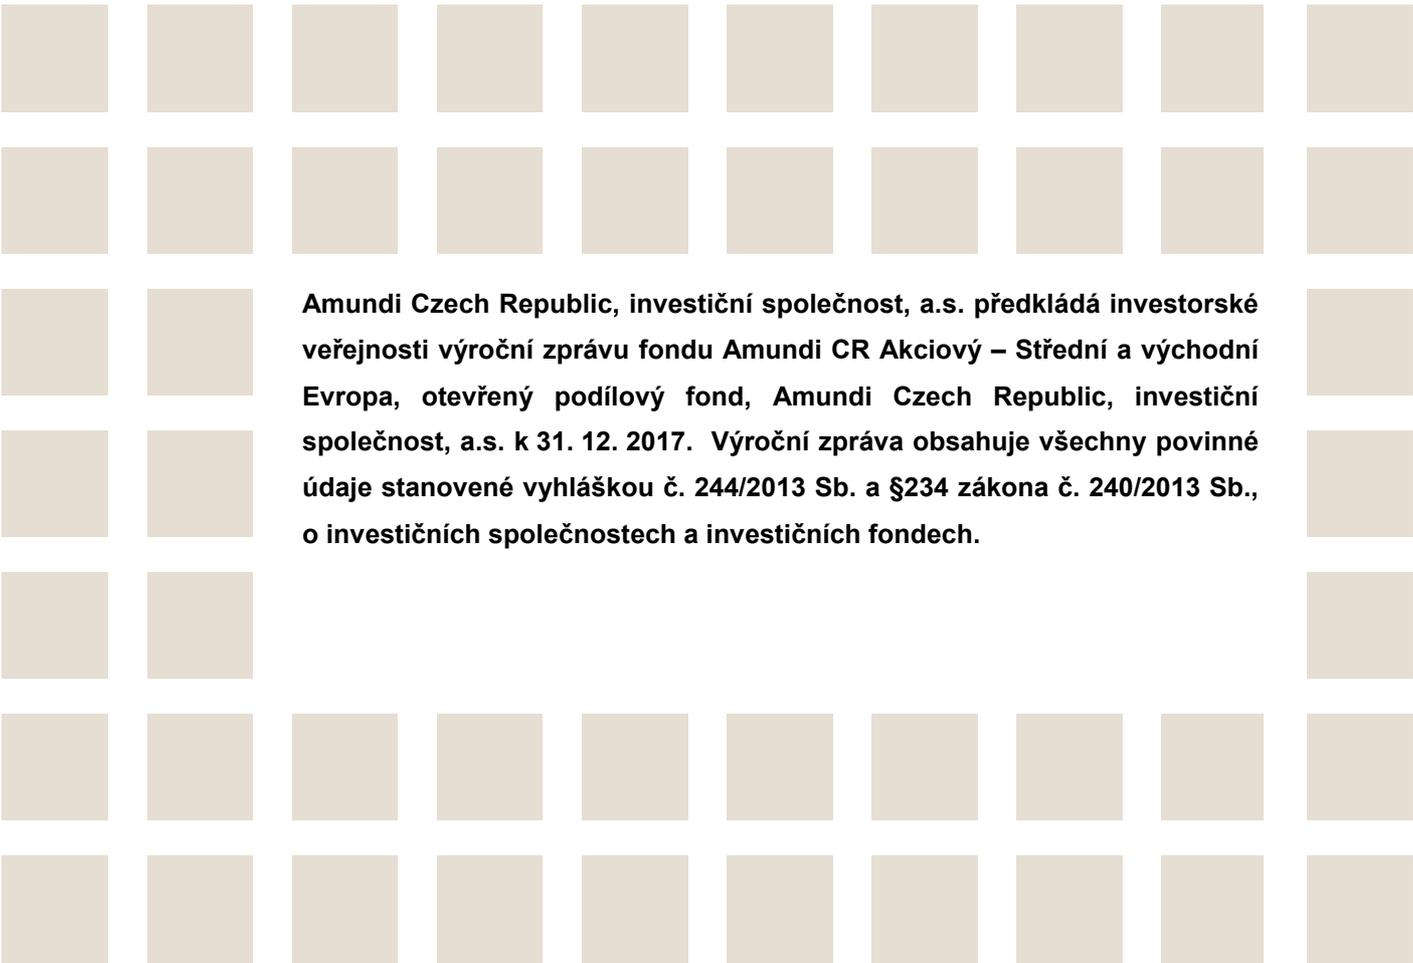 Amundi Czech Republic, investiční společnost, a.s. předkládá investorské
veřejnosti výroční zprávu fondu Amundi CR Akciový – Střední a východní
Evropa, otevřený podílový fond, Amundi Czech Republic, investiční
společnost, a.s. k 31. 12. 2017.  Výroční zpráva obsahuje všechny povinné
údaje stanovené vyhláškou č. 244/2013 Sb. a §234 zákona č. 240/2013 Sb.,
o investičních společnostech a investičních fondech.